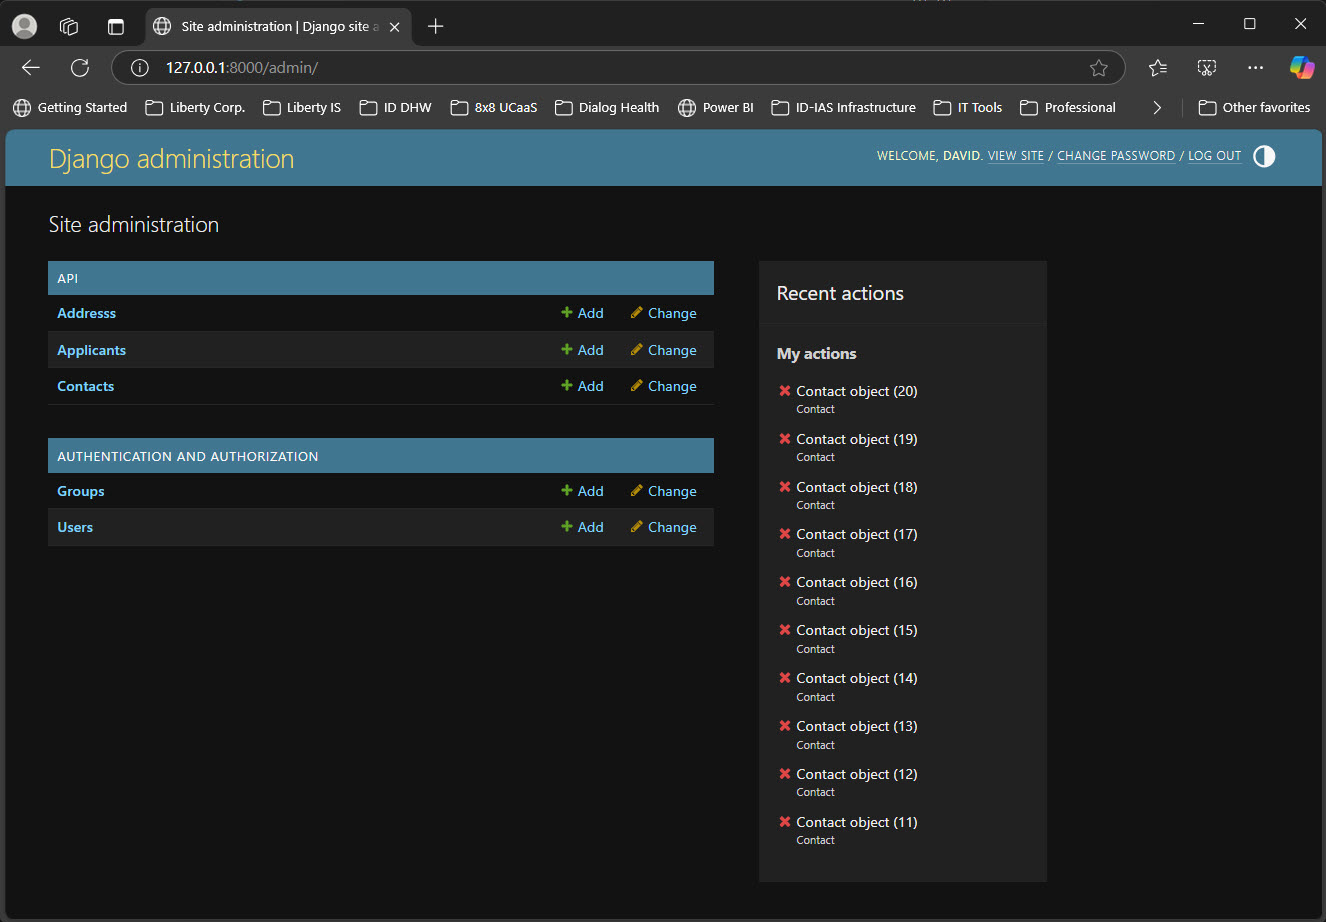 Site administration | Django site a
127.0.0.1:8000/admin/
Getting Started Liberty Corp. Liberty IS ID DHW 8x8 UCaaS Dialog Health Power BI ID-IAS Infrastructure IT Tools Professional Other favorites
Django administration
WELCOME, DAVID. VIEW SITE / CHANGE PASSWORD / LOG OUT
Site administration
API
Addresss Add Change
Applicants Add Change
Contacts Add Change
AUTHENTICATION AND AUTHORIZATION
Groups Add Change
Users Add Change
Recent actions
My actions
Contact object (20)
Contact
Contact object (19)
Contact
Contact object (18)
Contact
Contact object (17)
Contact
Contact object (16)
Contact
Contact object (15)
Contact
Contact object (14)
Contact
Contact object (13)
Contact
Contact object (12)
Contact
Contact object (11)
Contact